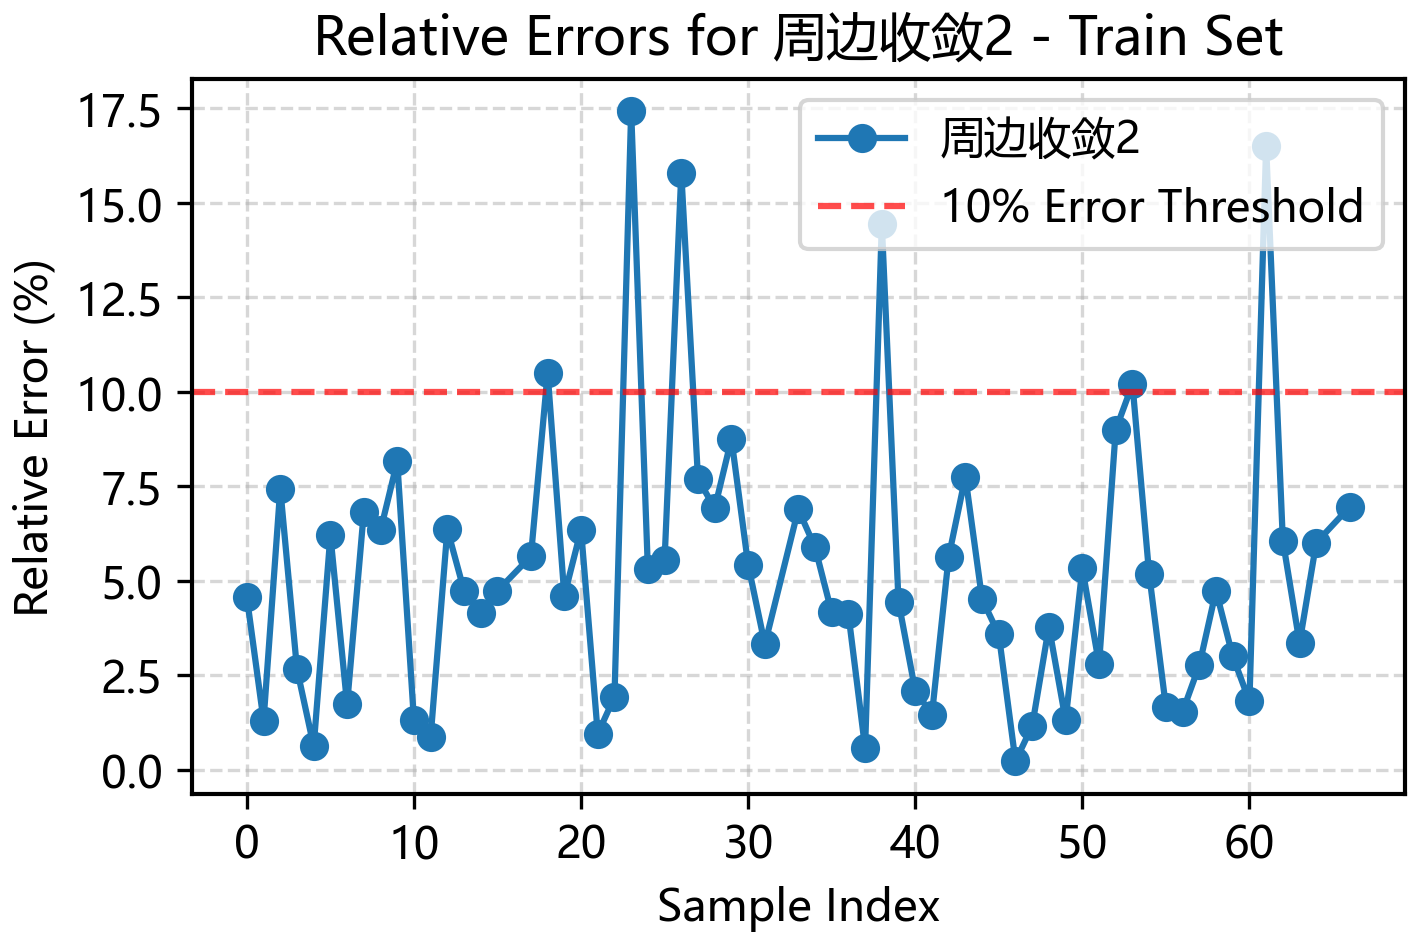 Relative Errors for 周边收敛2 - Train Set
17.5
15.0
12.5
10.0
7.5
5.0
2.5
0.0
Relative Error (%)
周边收敛2
10% Error Threshold
0 10 20 30 40 50 60
Sample Index